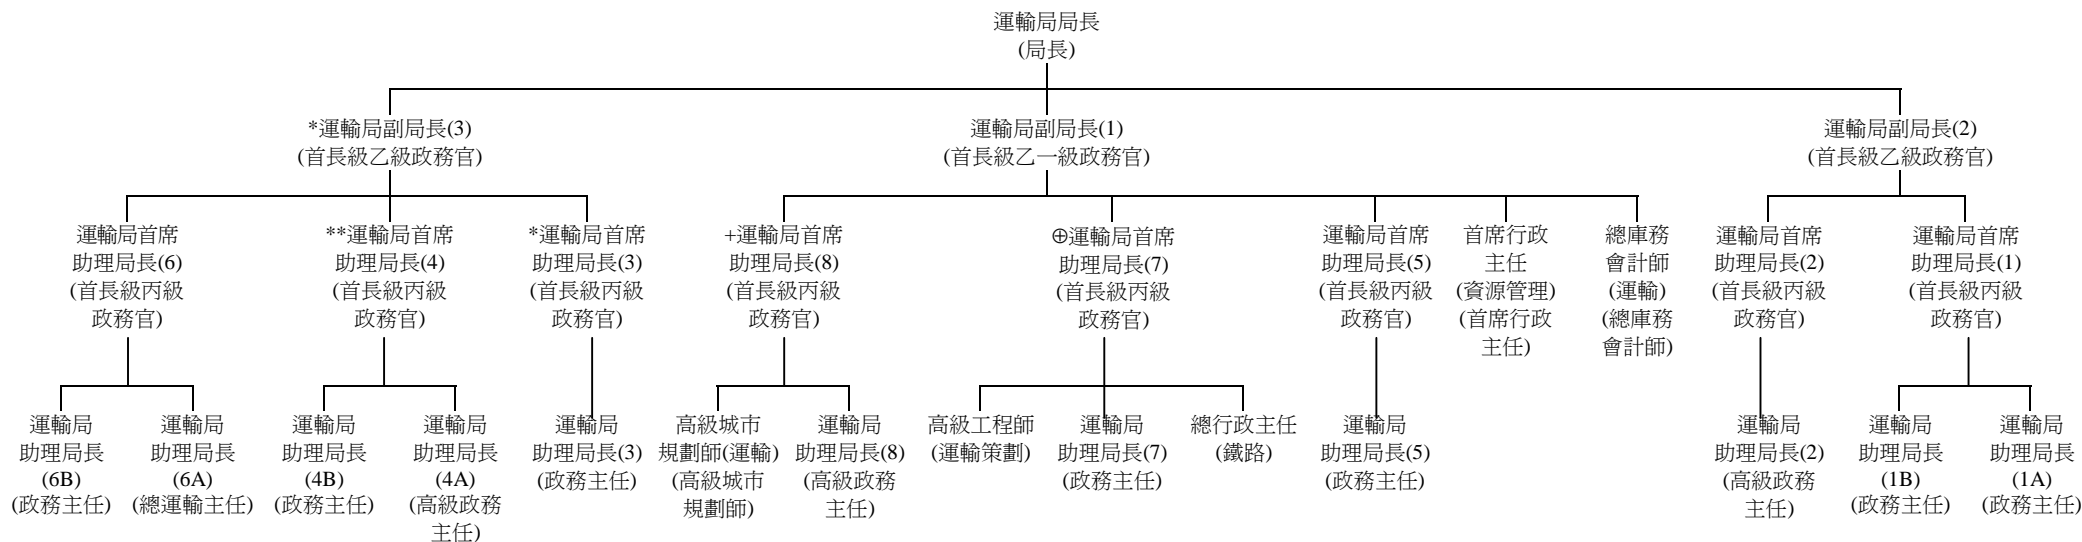 運輸局局長
(局長)
*運輸局副局長(3)
(首長級乙級政務官)
運輸局副局長(1)
(首長級乙一級政務官)
運輸局副局長(2)
(首長級乙級政務官)
運輸局首席
助理局長(6)
(首長級丙級
政務官)
**運輸局首席
助理局長(4)
(首長級丙級
政務官)
*運輸局首席
助理局長(3)
(首長級丙級
政務官)
+運輸局首席
助理局長(8)
(首長級丙級
政務官)
⊕運輸局首席
助理局長(7)
(首長級丙級
政務官)
運輸局首席
助理局長(5)
(首長級丙級
政務官)
首席行政
主任
(資源管理)
(首席行政
主任)
總庫務
會計師
(運輸)
(總庫務
會計師)
運輸局首席
助理局長(2)
(首長級丙級
政務官)
運輸局首席
助理局長(1)
(首長級丙級
政務官)
運輸局
助理局長
(6B)
(政務主任)
運輸局
助理局長
(6A)
(總運輸主任)
運輸局
助理局長
(4B)
(政務主任)
運輸局
助理局長
(4A)
(高級政務
主任)
運輸局
助理局長(3)
(政務主任)
高級城市
規劃師(運輸)
(高級城市
規劃師)
運輸局
助理局長(8)
(高級政務
主任)
高級工程師
(運輸策劃)
運輸局
助理局長(7)
(政務主任)
總行政主任
(鐵路)
運輸局
助理局長(5)
(政務主任)
運輸局
助理局長(2)
(高級政務
主任)
運輸局
助理局長
(1B)
(政務主任)
運輸局
助理局長
(1A)
(政務主任)